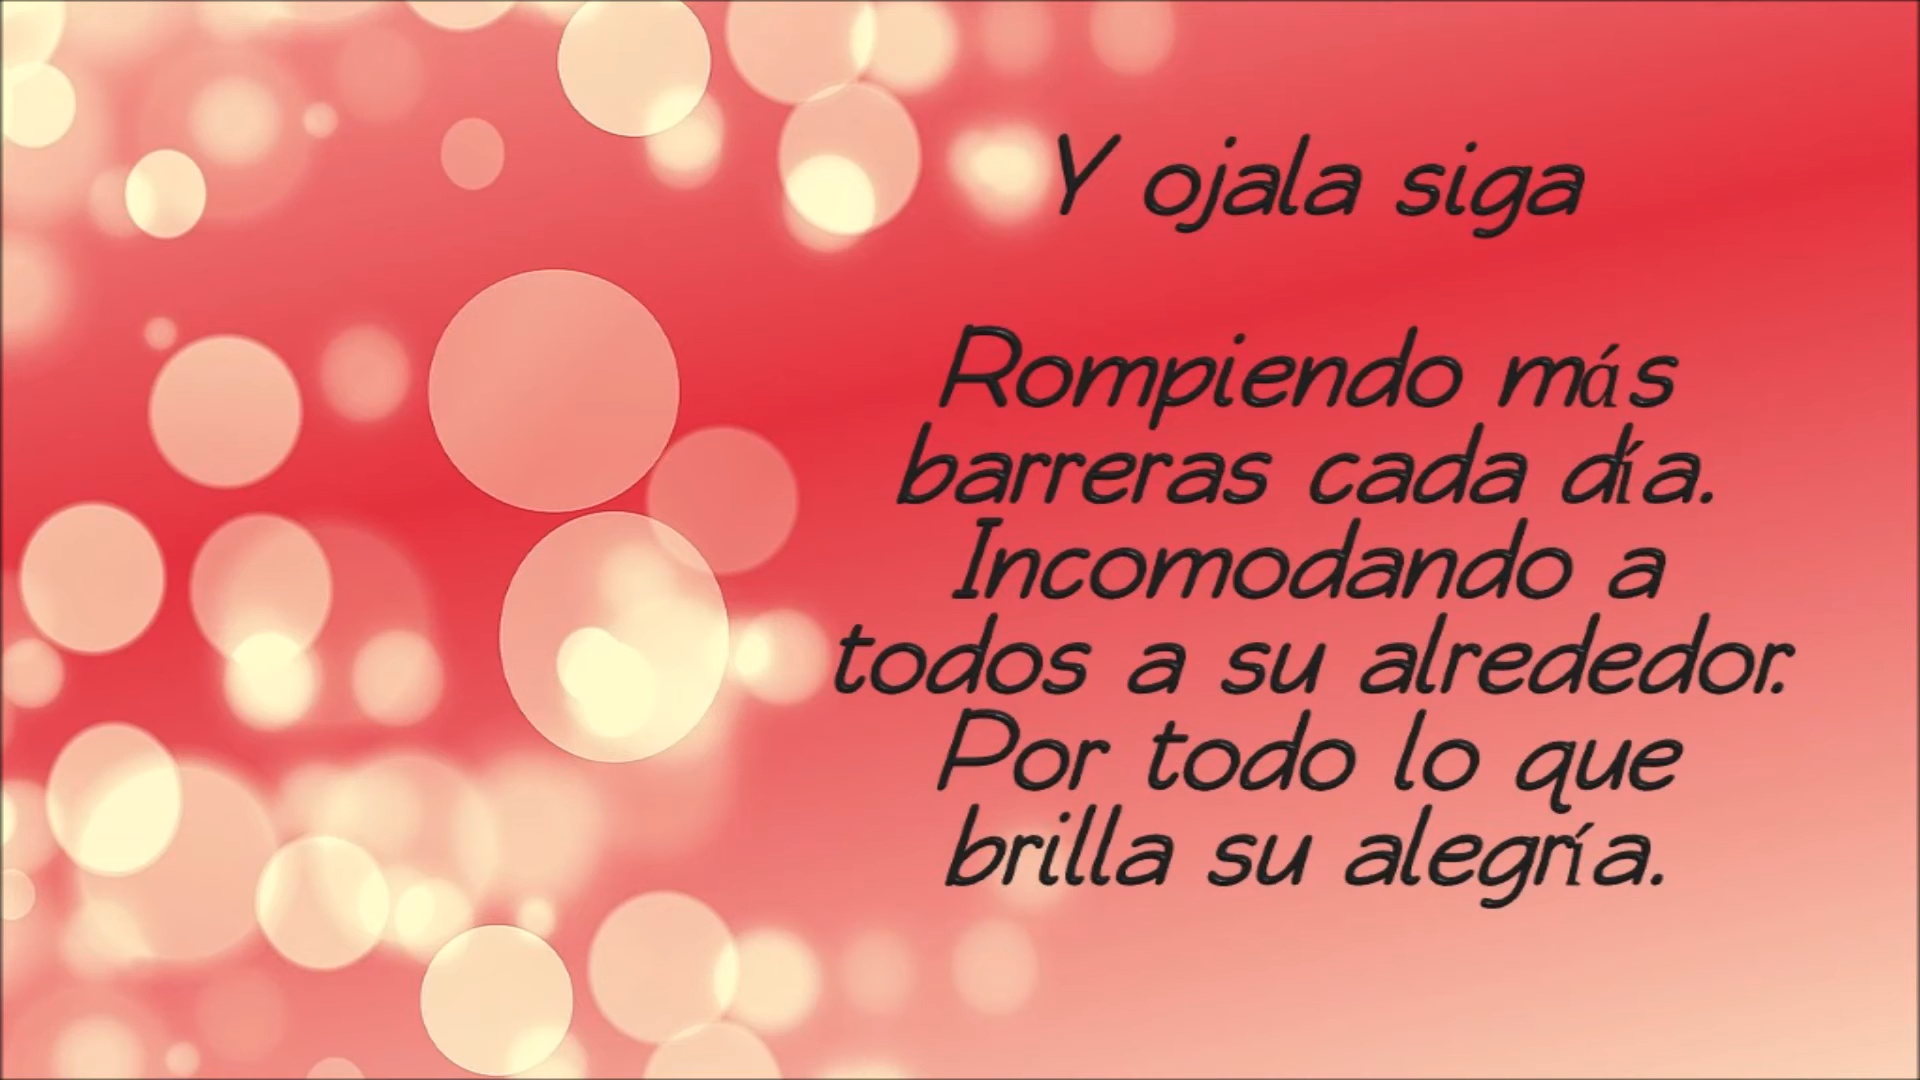 Y ojala siga
Rompiendo más
barreras cada día.
Incomodando a
todos a su alrededor.
Por todo lo que
brilla su alegría.